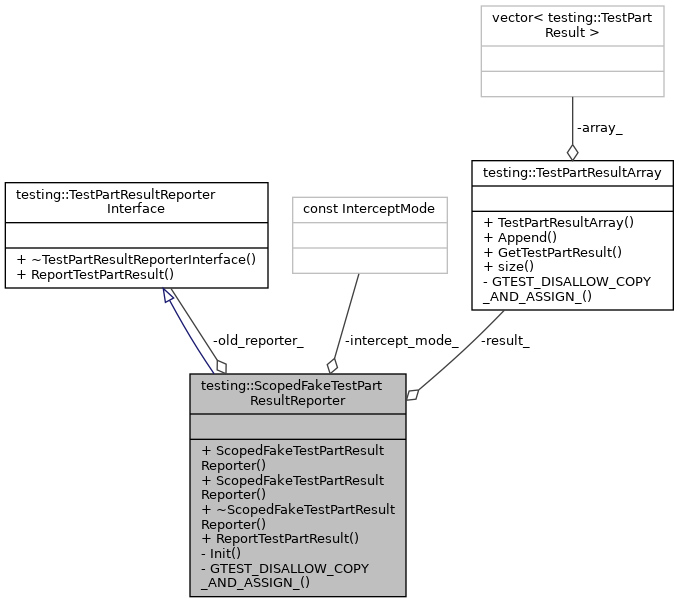 vector< testing::TestPart
Result >
-array_
testing::TestPartResultArray
+ TestPartResultArray()
+ Append()
+ GetTestPartResult()
+ size()
- GTEST_DISALLOW_COPY
_AND_ASSIGN_()
testing::TestPartResultReporter
Interface
+ ~TestPartResultReporterInterface()
+ ReportTestPartResult()
const InterceptMode
-old_reporter_
-intercept_mode_
-result_
testing::ScopedFakeTestPart
ResultReporter
+ ScopedFakeTestPartResult
Reporter()
+ ScopedFakeTestPartResult
Reporter()
+ ~ScopedFakeTestPartResult
Reporter()
+ ReportTestPartResult()
- Init()
- GTEST_DISALLOW_COPY
_AND_ASSIGN_()